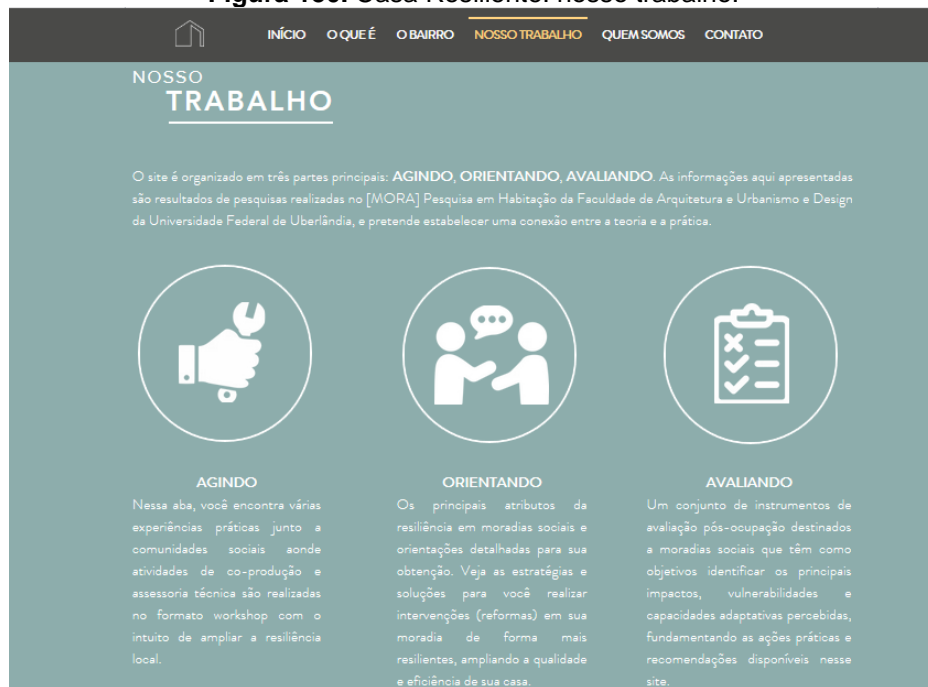 Figura 105. Casa Resiliente: nosso trabalho.
INÍCIO O QUE É O BAIRRO NOSSO TRABALHO QUEM SOMOS CONTATO
NOSSO
TRABALHO
O site é organizado em três partes principais: AGINDO, ORIENTANDO, AVALIANDO. As informações aqui apresentadas
são resultados de pesquisas realizadas no [MORA] Pesquisa em Habitação da Faculdade de Arquitetura e Urbanismo e Design
da Universidade Federal de Uberlândia, e pretende estabelecer uma conexão entre a teoria e a prática.
AGINDO
Nessa aba, você encontra várias
experiências práticas junto a
comunidades sociais aonde
atividades de co-produção e
assessoria técnica são realizadas
no formato workshop com o
intuito de ampliar a resiliência
local.
ORIENTANDO
Os principais atributos da
resiliência em moradias sociais e
orientações detalhadas para sua
obtenção. Veja as estratégias e
soluções para você realizar
intervenções (reformas) em sua
moradia de forma mais
resilientes, ampliando a qualidade
e eficiência de sua casa.
AVALIANDO
Um conjunto de instrumentos de
avaliação pós-ocupação destinados
a moradias sociais que têm como
objetivos identificar os principais
impactos, vulnerabilidades e
capacidades adaptativas percebidas,
fundamentando as ações práticas e
recomendações disponíveis nesse
site.